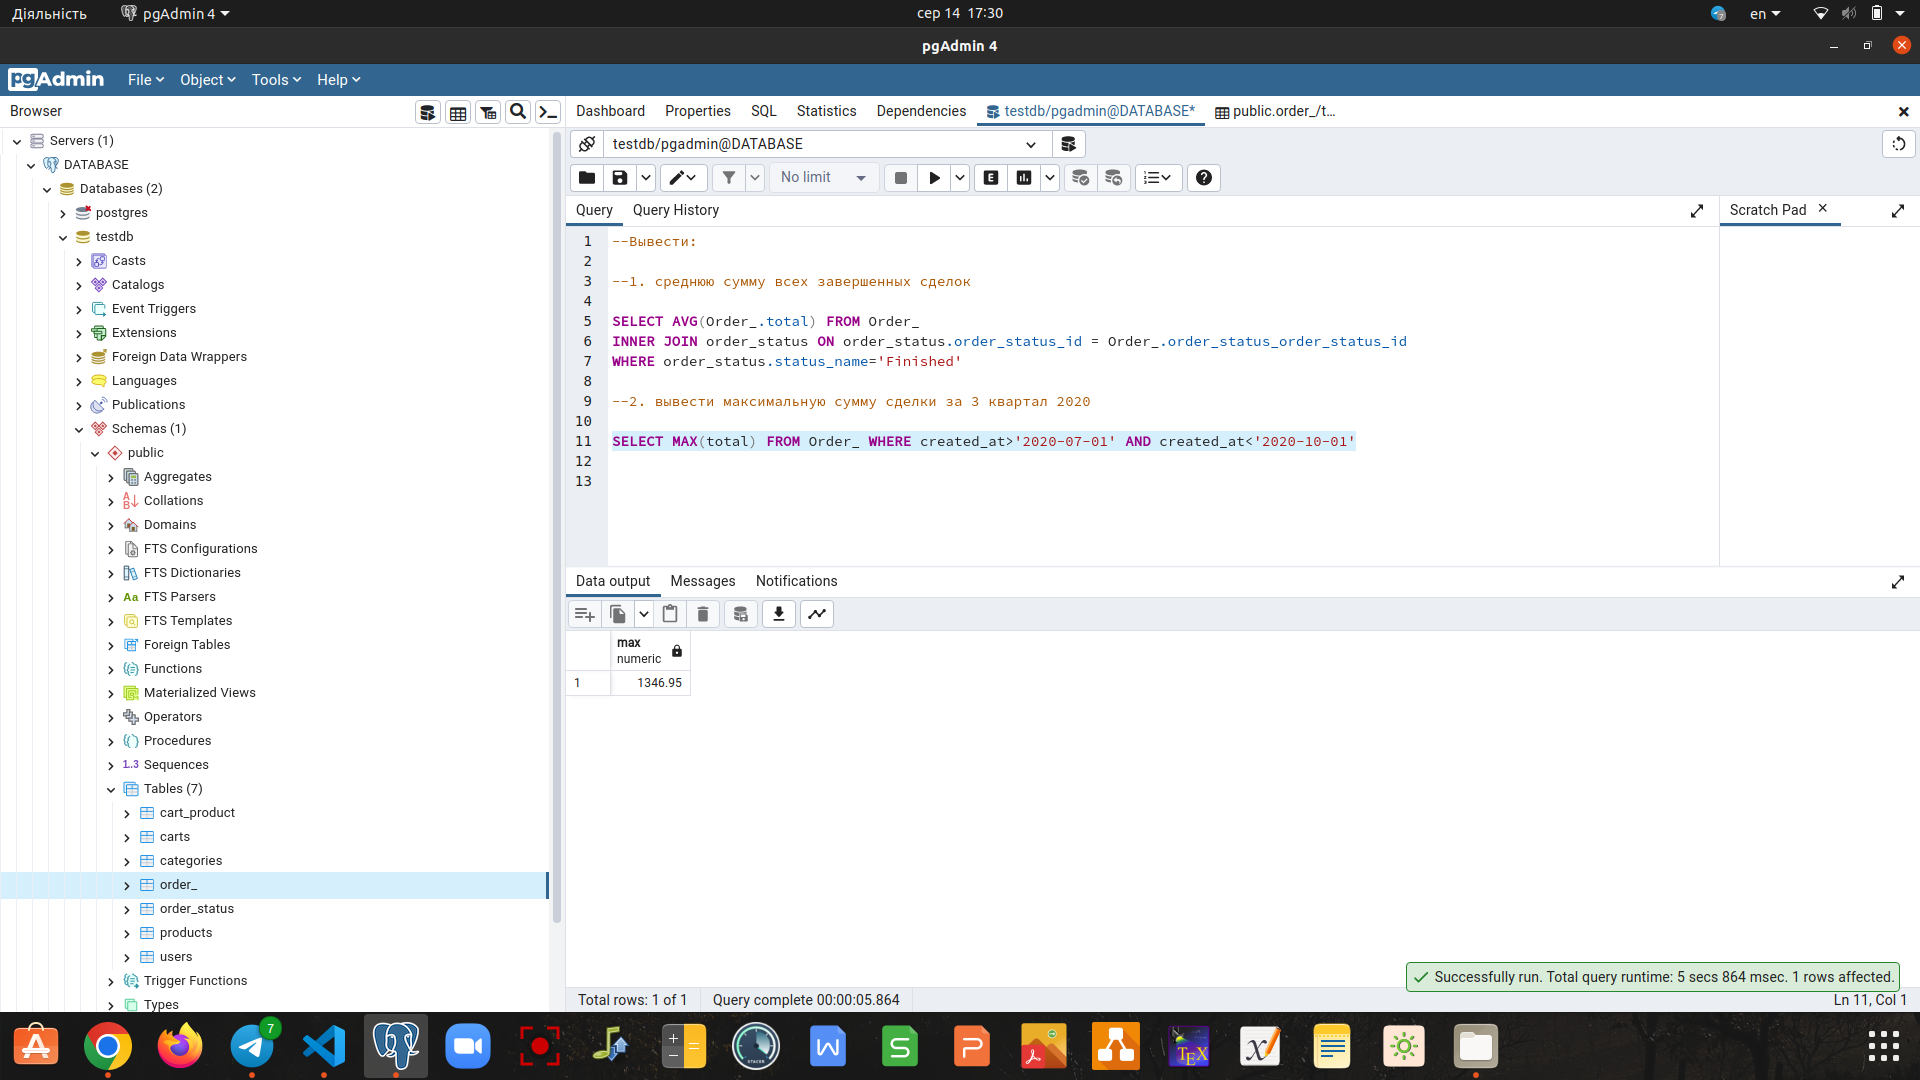 Діяльність
pgAdmin 4
сер 14 17:30
en
pgAdmin 4
pgAdmin
File
Object
Tools
Help
Browser
Dashboard
Properties
SQL
Statistics
Dependencies
testdb/pgadmin@DATABASE*
public.order_/t...
Servers (1)
DATABASE
Databases (2)
postgres
testdb
Casts
Catalogs
Event Triggers
Extensions
Foreign Data Wrappers
Languages
Publications
Schemas (1)
public
Aggregates
Collations
Domains
FTS Configurations
FTS Dictionaries
Aa FTS Parsers
FTS Templates
Foreign Tables
Functions
Materialized Views
Operators
Procedures
1..3 Sequences
Tables (7)
cart_product
carts
categories
order_
order_status
products
users
Trigger Functions
Types
testdb/pgadmin@DATABASE
No limit
E
Query
Query History
Scratch Pad
1 --Вывести:
2
3 --1. среднюю сумму всех завершенных сделок
4
5 SELECT AVG(Order_.total) FROM Order_
6 INNER JOIN order_status ON order_status.order_status_id = Order_.order_status_order_status_id
7 WHERE order_status.status_name='Finished'
8
9 --2. вывести максимальную сумму сделки за 3 квартал 2020
10
11 SELECT MAX(total) FROM Order_ WHERE created_at>'2020-07-01' AND created_at<'2020-10-01'
12
13
Data output
Messages
Notifications
max
numeric
1 1346.95
Successfully run. Total query runtime: 5 secs 864 msec. 1 rows affected.
Total rows: 1 of 1
Query complete 00:00:05.864
Ln 11, Col 1
7
W
S
P
TEX
X